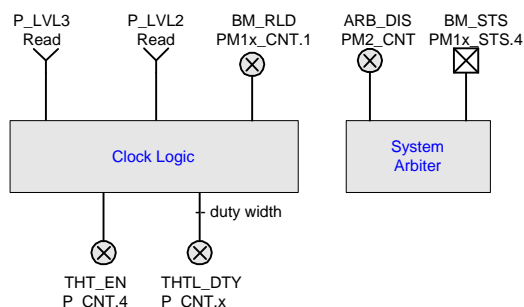 P_LVL3
Read
P_LVL2
Read
BM_RLD
PM1x_CNT.1
ARB_DIS
PM2_CNT
BM_STS
PM1x_STS.4
Clock Logic
System
Arbiter
duty width
THT_EN
P_CNT.4
THTL_DTY
P_CNT.x